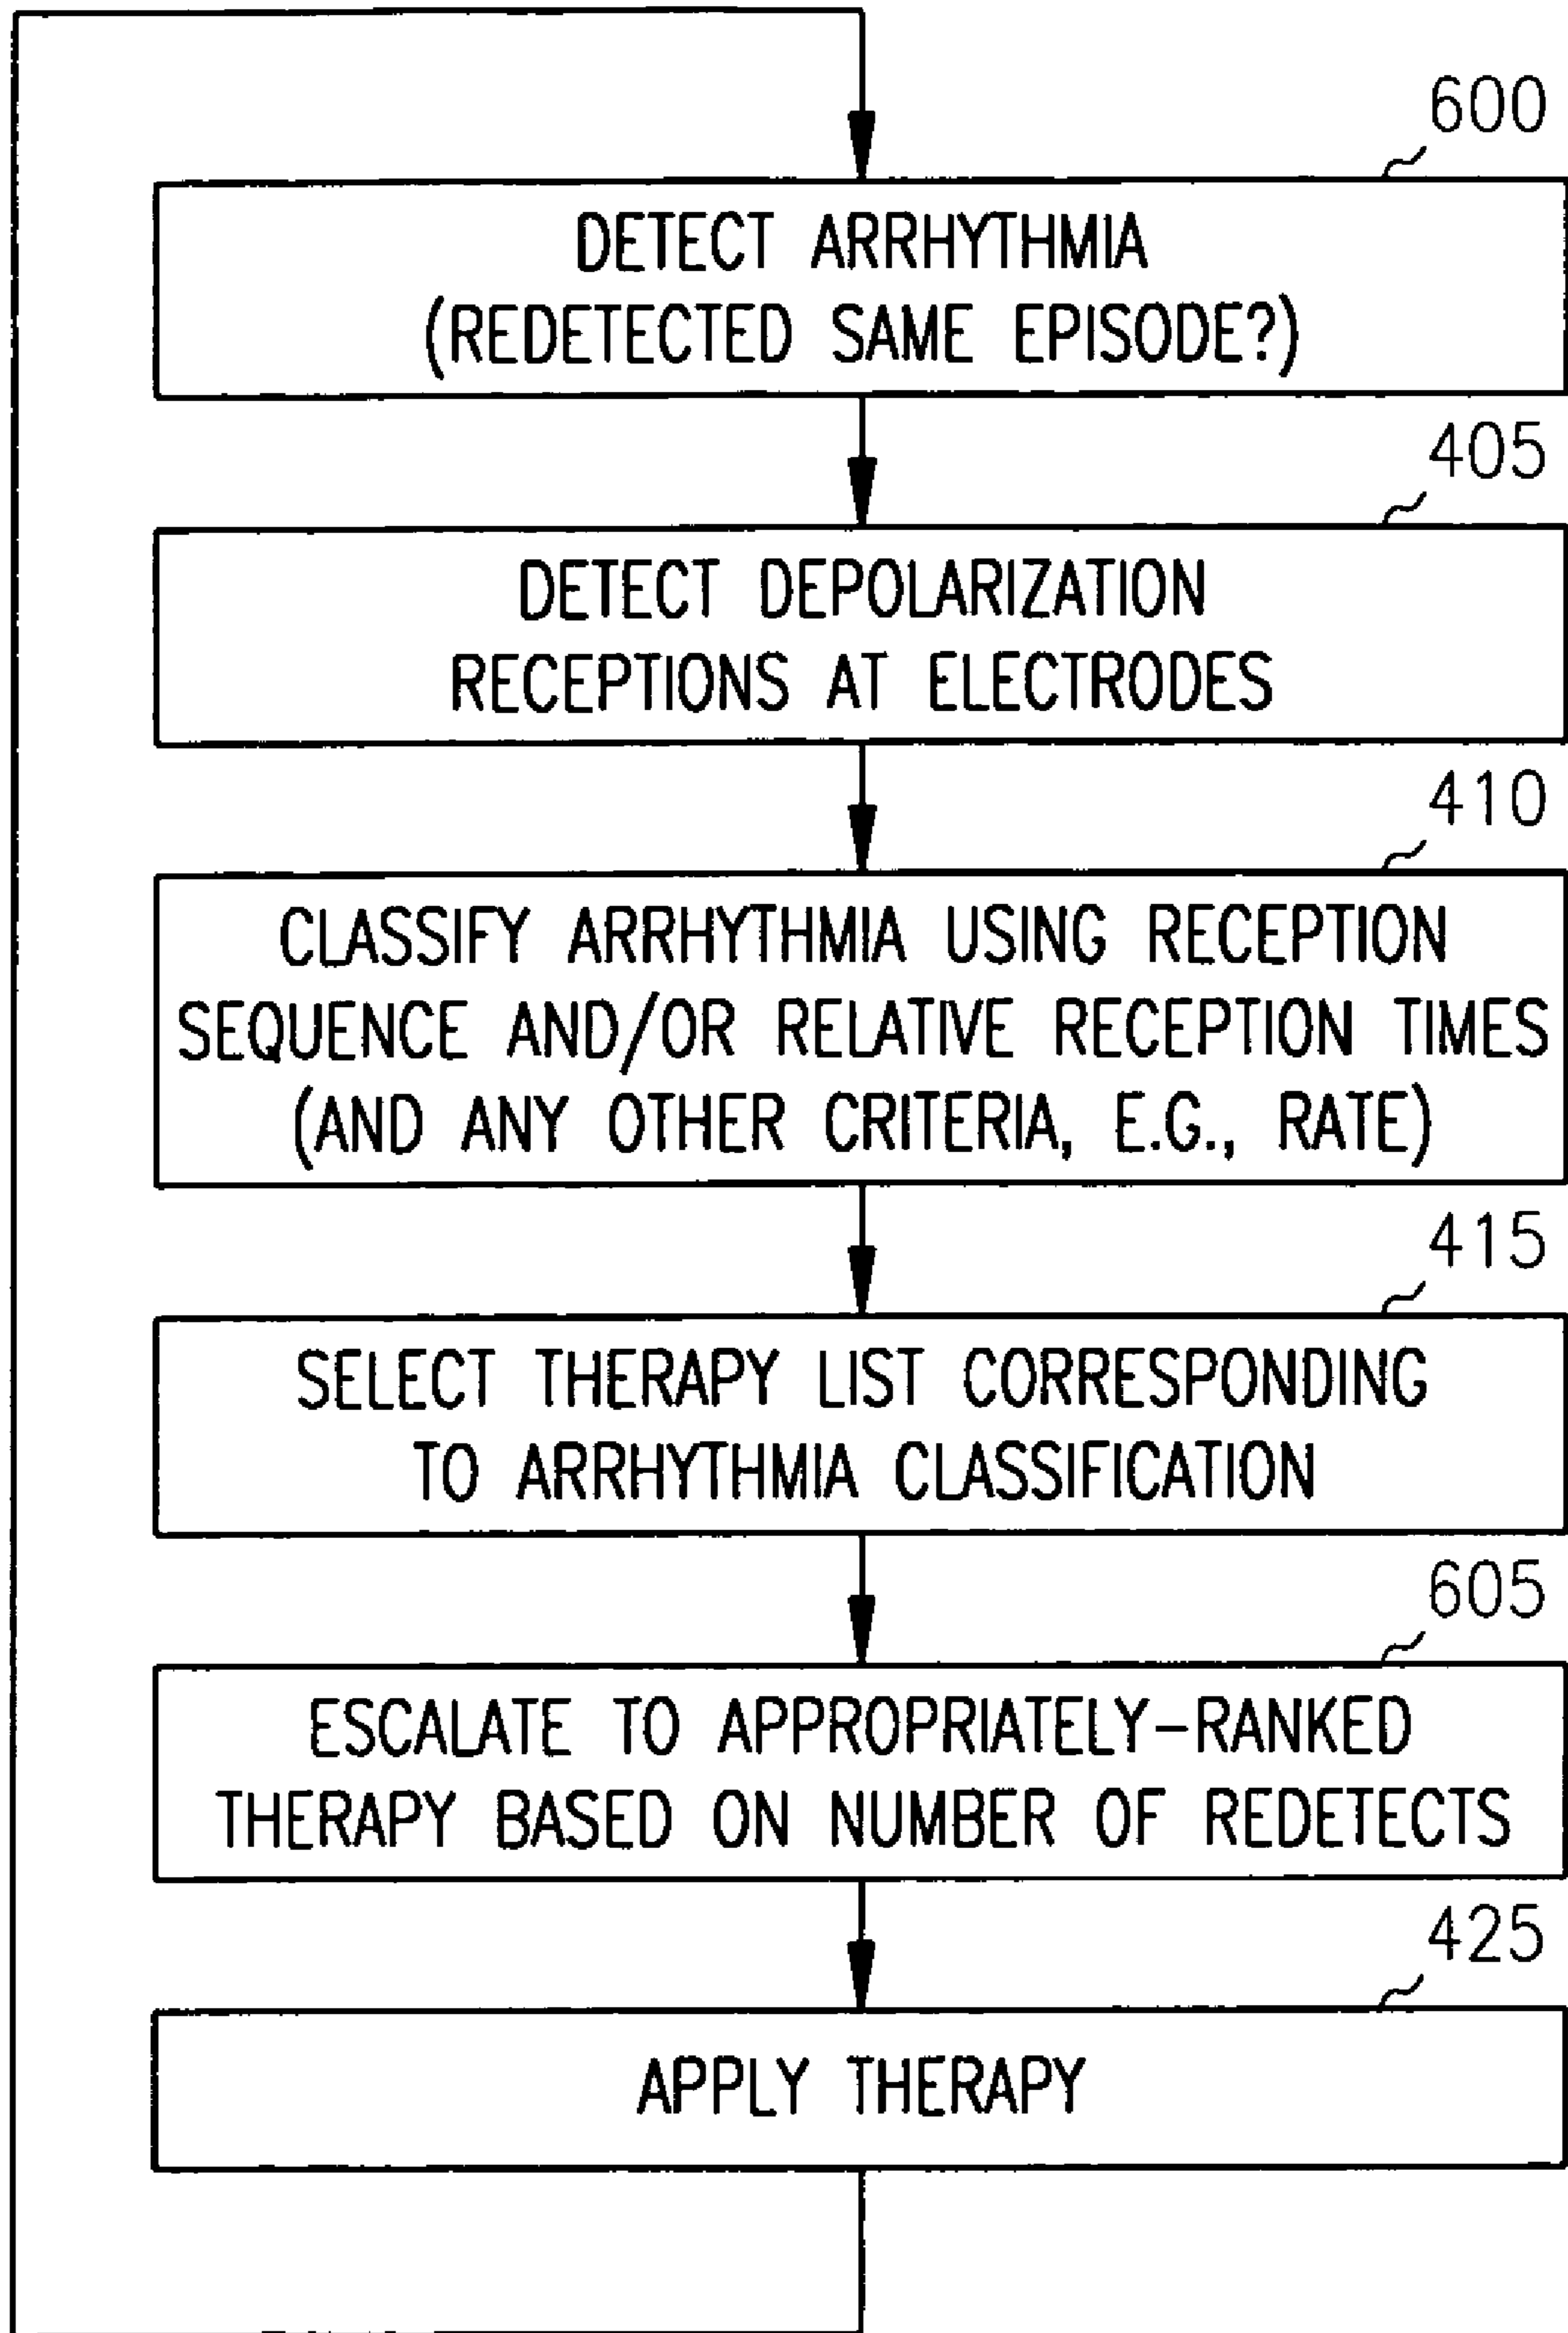 600
DETECT ARRHYTHMIA
(REDETECTED SAME EPISODE?)
405
DETECT DEPOLARIZATION
RECEPTIONS AT ELECTRODES
410
CLASSIFY ARRHYTHMIA USING RECEPTION
SEQUENCE AND/OR RELATIVE RECEPTION TIMES
(AND ANY OTHER CRITERIA, E.G., RATE)
415
SELECT THERAPY LIST CORRESPONDING
TO ARRHYTHMIA CLASSIFICATION
605
ESCALATE TO APPROPRIATELY-RANKED
THERAPY BASED ON NUMBER OF REDETECTS
425
APPLY THERAPY